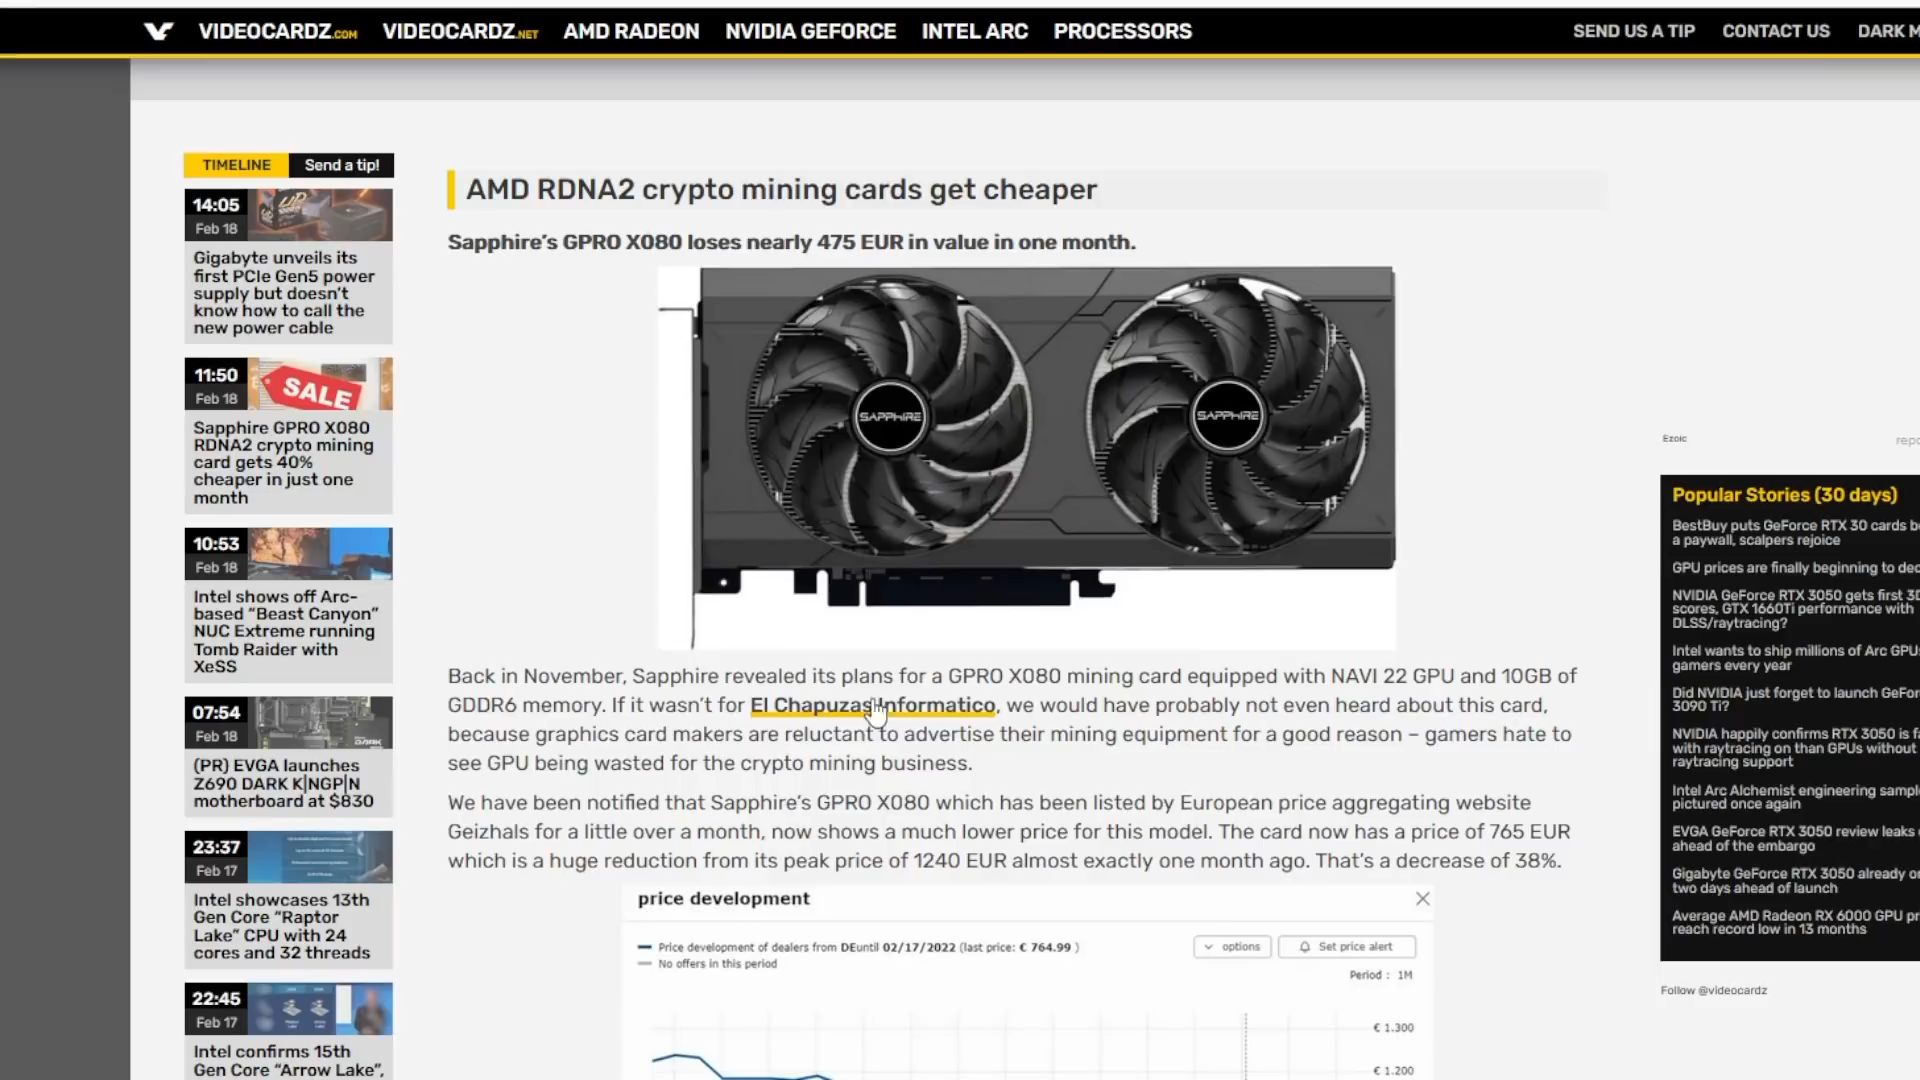 VIDEOCARDZ.COM VIDEOCARDZ.NET AMD RADEON NVIDIA GEFORCE INTEL ARC PROCESSORS SEND US A TIP CONTACT US DARK
TIMELINE Send a tip!
14:05
Feb 18
Gigabyte unveils its
first PCIe Gen5 power
supply but doesn't
know how to call the
new power cable
11:50
Feb 18
SALE
Sapphire GPRO X080
RDNA2 crypto mining
card gets 40%
cheaper in just one
month
10:53
Feb 18
Intel shows off Arc-
based “Beast Canyon”
NUC Extreme running
Tomb Raider with
XeSS
07:54
Feb 18
(PR) EVGA launches
Z690 DARK K|NGP|N
motherboard at $830
23:37
Feb 17
Intel showcases 13th
Gen Core “Raptor
Lake” CPU with 24
cores and 32 threads
22:45
Feb 17
Intel confirms 15th
Gen Core “Arrow Lake”,
AMD RDNA2 crypto mining cards get cheaper
Sapphire’s GPRO X080 loses nearly 475 EUR in value in one month.
SAPPHIRE SAPPHIRE
Back in November, Sapphire revealed its plans for a GPRO X080 mining card equipped with NAVI 22 GPU and 10GB of
GDDR6 memory. If it wasn’t for El Chapuzas Informatico, we would have probably not even heard about this card,
because graphics card makers are reluctant to advertise their mining equipment for a good reason – gamers hate to
see GPU being wasted for the crypto mining business.
We have been notified that Sapphire’s GPRO X080 which has been listed by European price aggregating website
Geizhals for a little over a month, now shows a much lower price for this model. The card now has a price of 765 EUR
which is a huge reduction from its peak price of 1240 EUR almost exactly one month ago. That’s a decrease of 38%.
price development
Price development of dealers from DEuntil 02/17/2022 (last price: € 764.99 )
No offers in this period
options Set price alert
Period : 1M
€ 1.300
€ 1.200
Ezoic
Popular Stories (30 days)
BestBuy puts GeForce RTX 30 cards
a paywall, scalpers rejoice
GPU prices are finally beginning to
NVIDIA GeForce RTX 3050 gets first
scores, GTX 1660Ti performance with
DLSS/raytracing?
Intel wants to ship millions of Arc
gamers every year
Did NVIDIA just forget to launch
3090 Ti?
NVIDIA happily confirms RTX 3050 is
with raytracing on than GPUs without
raytracing support
Intel Arc Alchemist engineering
pictured once again
EVGA GeForce RTX 3050 review leaks
ahead of the embargo
Gigabyte GeForce RTX 3050 already
two days ahead of launch
Average AMD Radeon RX 6000 GPU
reach record low in 13 months
Follow @videocardz